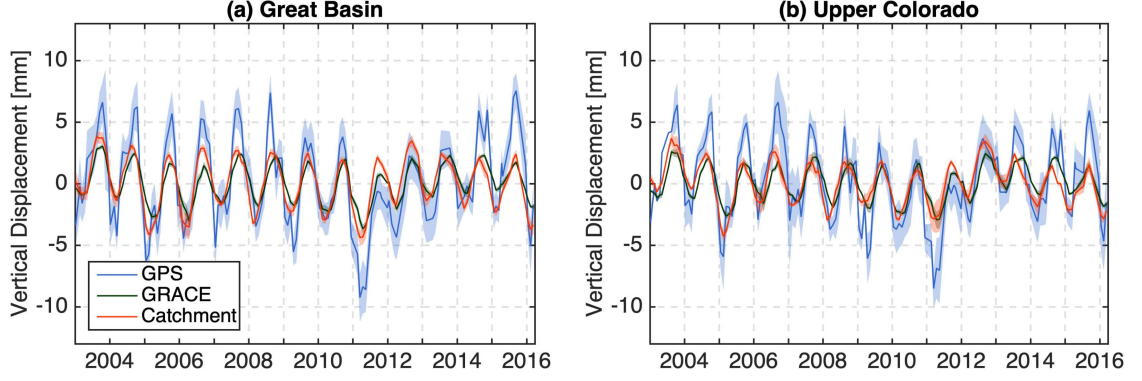 (a) Great Basin
Vertical Displacement [mm]
10
5
0
-5
-10
GPS
GRACE
Catchment
2004 2006 2008 2010 2012 2014 2016
(b) Upper Colorado
Vertical Displacement [mm]
10
5
0
-5
-10
2004 2006 2008 2010 2012 2014 2016